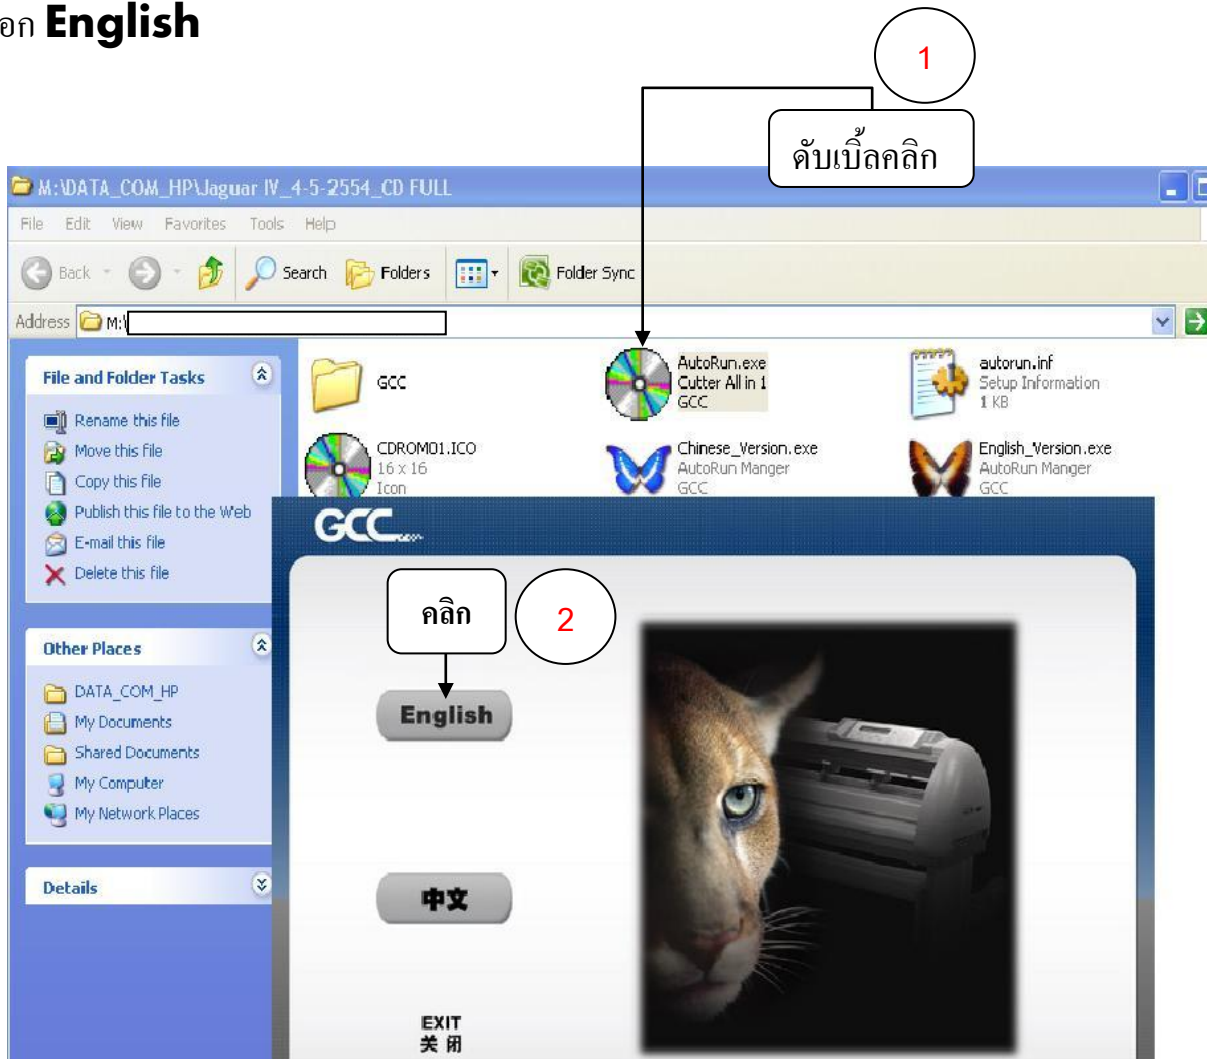 อก English
1
ดับเบิ้ลคลิก
M:\DATA_COM_HP\Jaguar IV_4-5-2554_CD FULL
File Edit View Favorites Tools Help
Back Search Folders Folder Sync
Address M:\
File and Folder Tasks
Rename this file
Move this file
Copy this file
Publish this file to the Web
E-mail this file
Delete this file
Other Places
DATA_COM_HP
My Documents
Shared Documents
My Computer
My Network Places
Details
GCC
AutoRun.exe
Cutter All in 1
GCC
autorun.inf
Setup Information
1 KB
CDROM01.ICO
16 x 16
Icon
Chinese_Version.exe
AutoRun Manger
GCC
English_Version.exe
AutoRun Manger
GCC
GCC
คลิก
2
English
中文
EXIT
关闭